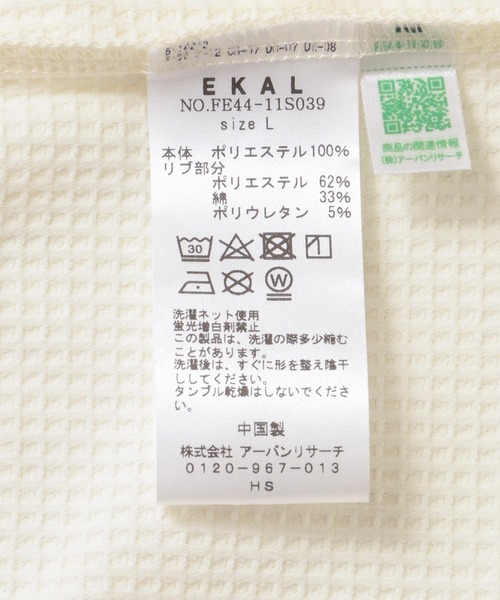 EKAL
NO.FE44-11S039
size L
本体 ポリエステル100%
リブ部分
ポリエステル 62%
綿 33%
ポリウレタン 5%
30
W
洗濯ネット使用
蛍光増白剤禁止
この製品は、洗濯の際多少縮む
ことがあります。
洗濯後は、すぐに形を整え陰干
ししてください。
タンブル乾燥はしないでくださ
い。
中国製
株式会社 アーバンリサーチ
0120-967-013
HS
商品の関連情報
(株)アーバンリサーチ